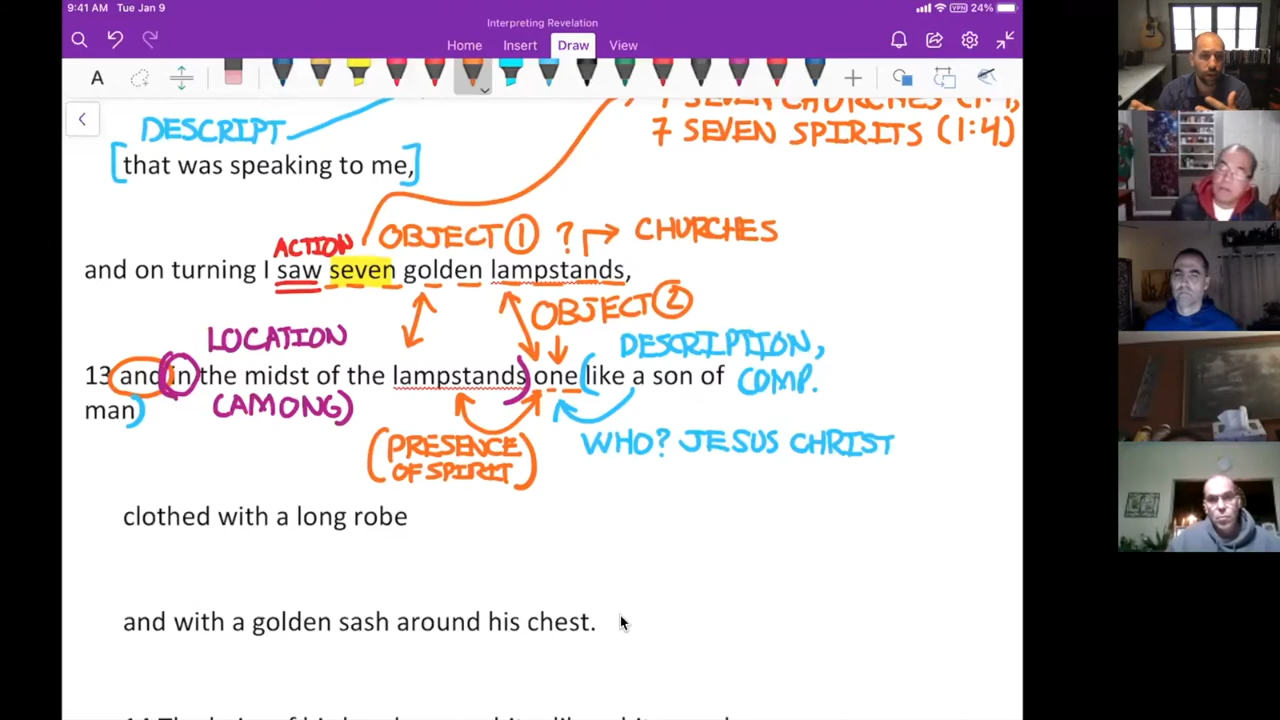 9:41 AM Tue Jan 9
VPN 24%
Interpreting Revelation
Home Insert Draw View
A
SEVEN CHURCHES
7 SEVEN SPIRITS (1:4)
DESCRIPT
[that was speaking to me,]
ACTION OBJECT 1 ? CHURCHES
and on turning I saw seven golden lampstands,
OBJECT 2
LOCATION DESCRIPTION,
13 and in the midst of the lampstands) one (like a son of COMP.
man)
(AMONG)
(PRESENCE WHO? JESUS CHRIST
OF SPIRIT)
clothed with a long robe
and with a golden sash around his chest.